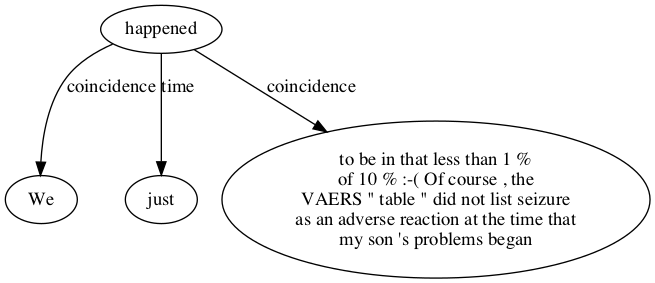 happened
coincidence time
coincidence
We
just
to be in that less than 1 %
of 10 % :-( Of course , the
VAERS " table " did not list seizure
as an adverse reaction at the time that
my son 's problems began